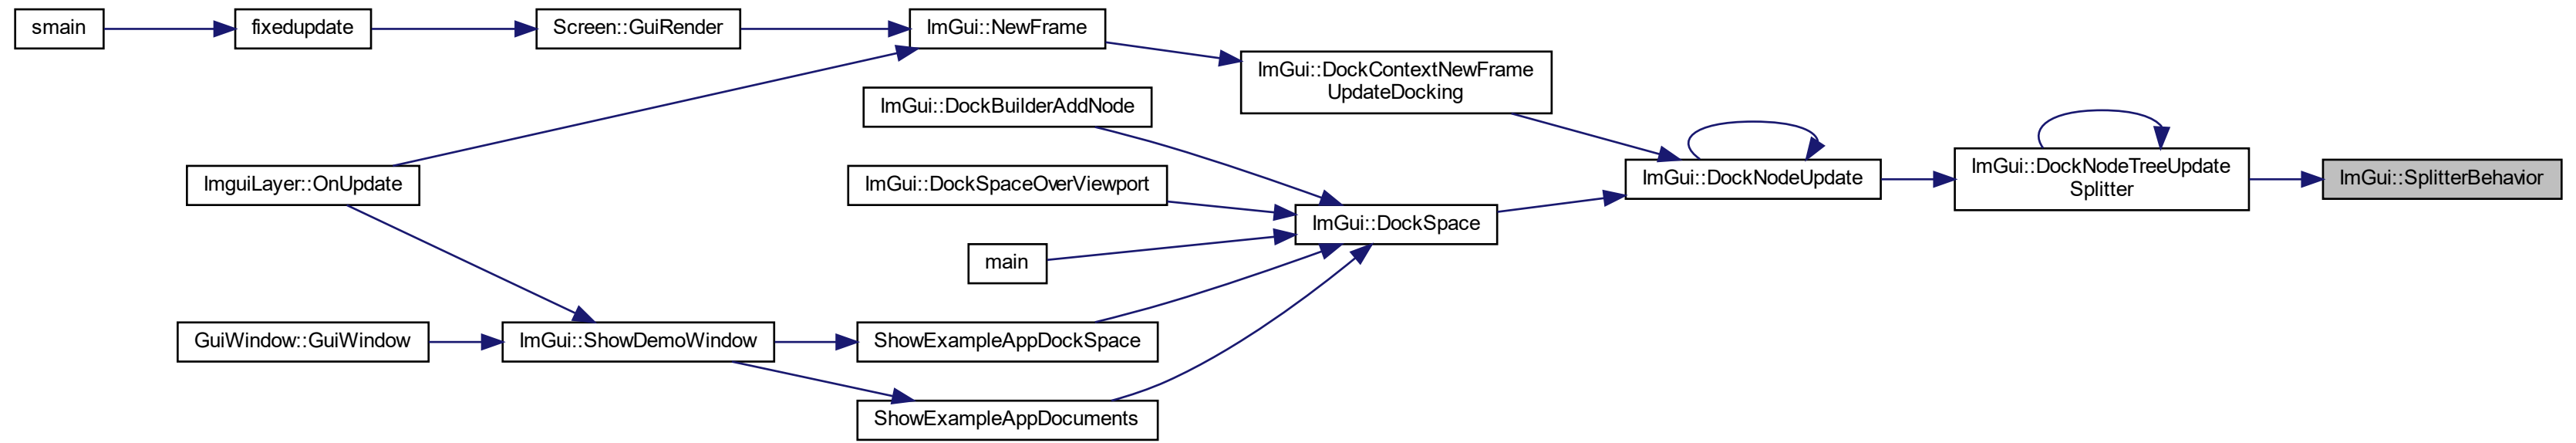 smain
fixedupdate
Screen::GuiRender
ImGui::NewFrame
ImGui::DockContextNewFrame
UpdateDocking
ImGui::DockBuilderAddNode
ImguiLayer::OnUpdate
ImGui::DockSpaceOverViewport
ImGui::DockNodeUpdate
ImGui::DockNodeTreeUpdate
Splitter
ImGui::SplitterBehavior
ImGui::DockSpace
main
GuiWindow::GuiWindow
ImGui::ShowDemoWindow
ShowExampleAppDockSpace
ShowExampleAppDocuments